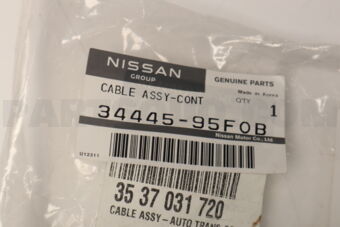 NISSAN
GROUP
GENUINE PARTS
Made in Korea
CABLE ASSY-CONT
Q'TY
1
34445-95F0B
Nissan Motor Co., Ltd.
35 37 031 720
CABLE ASSY-AUTO TRANS